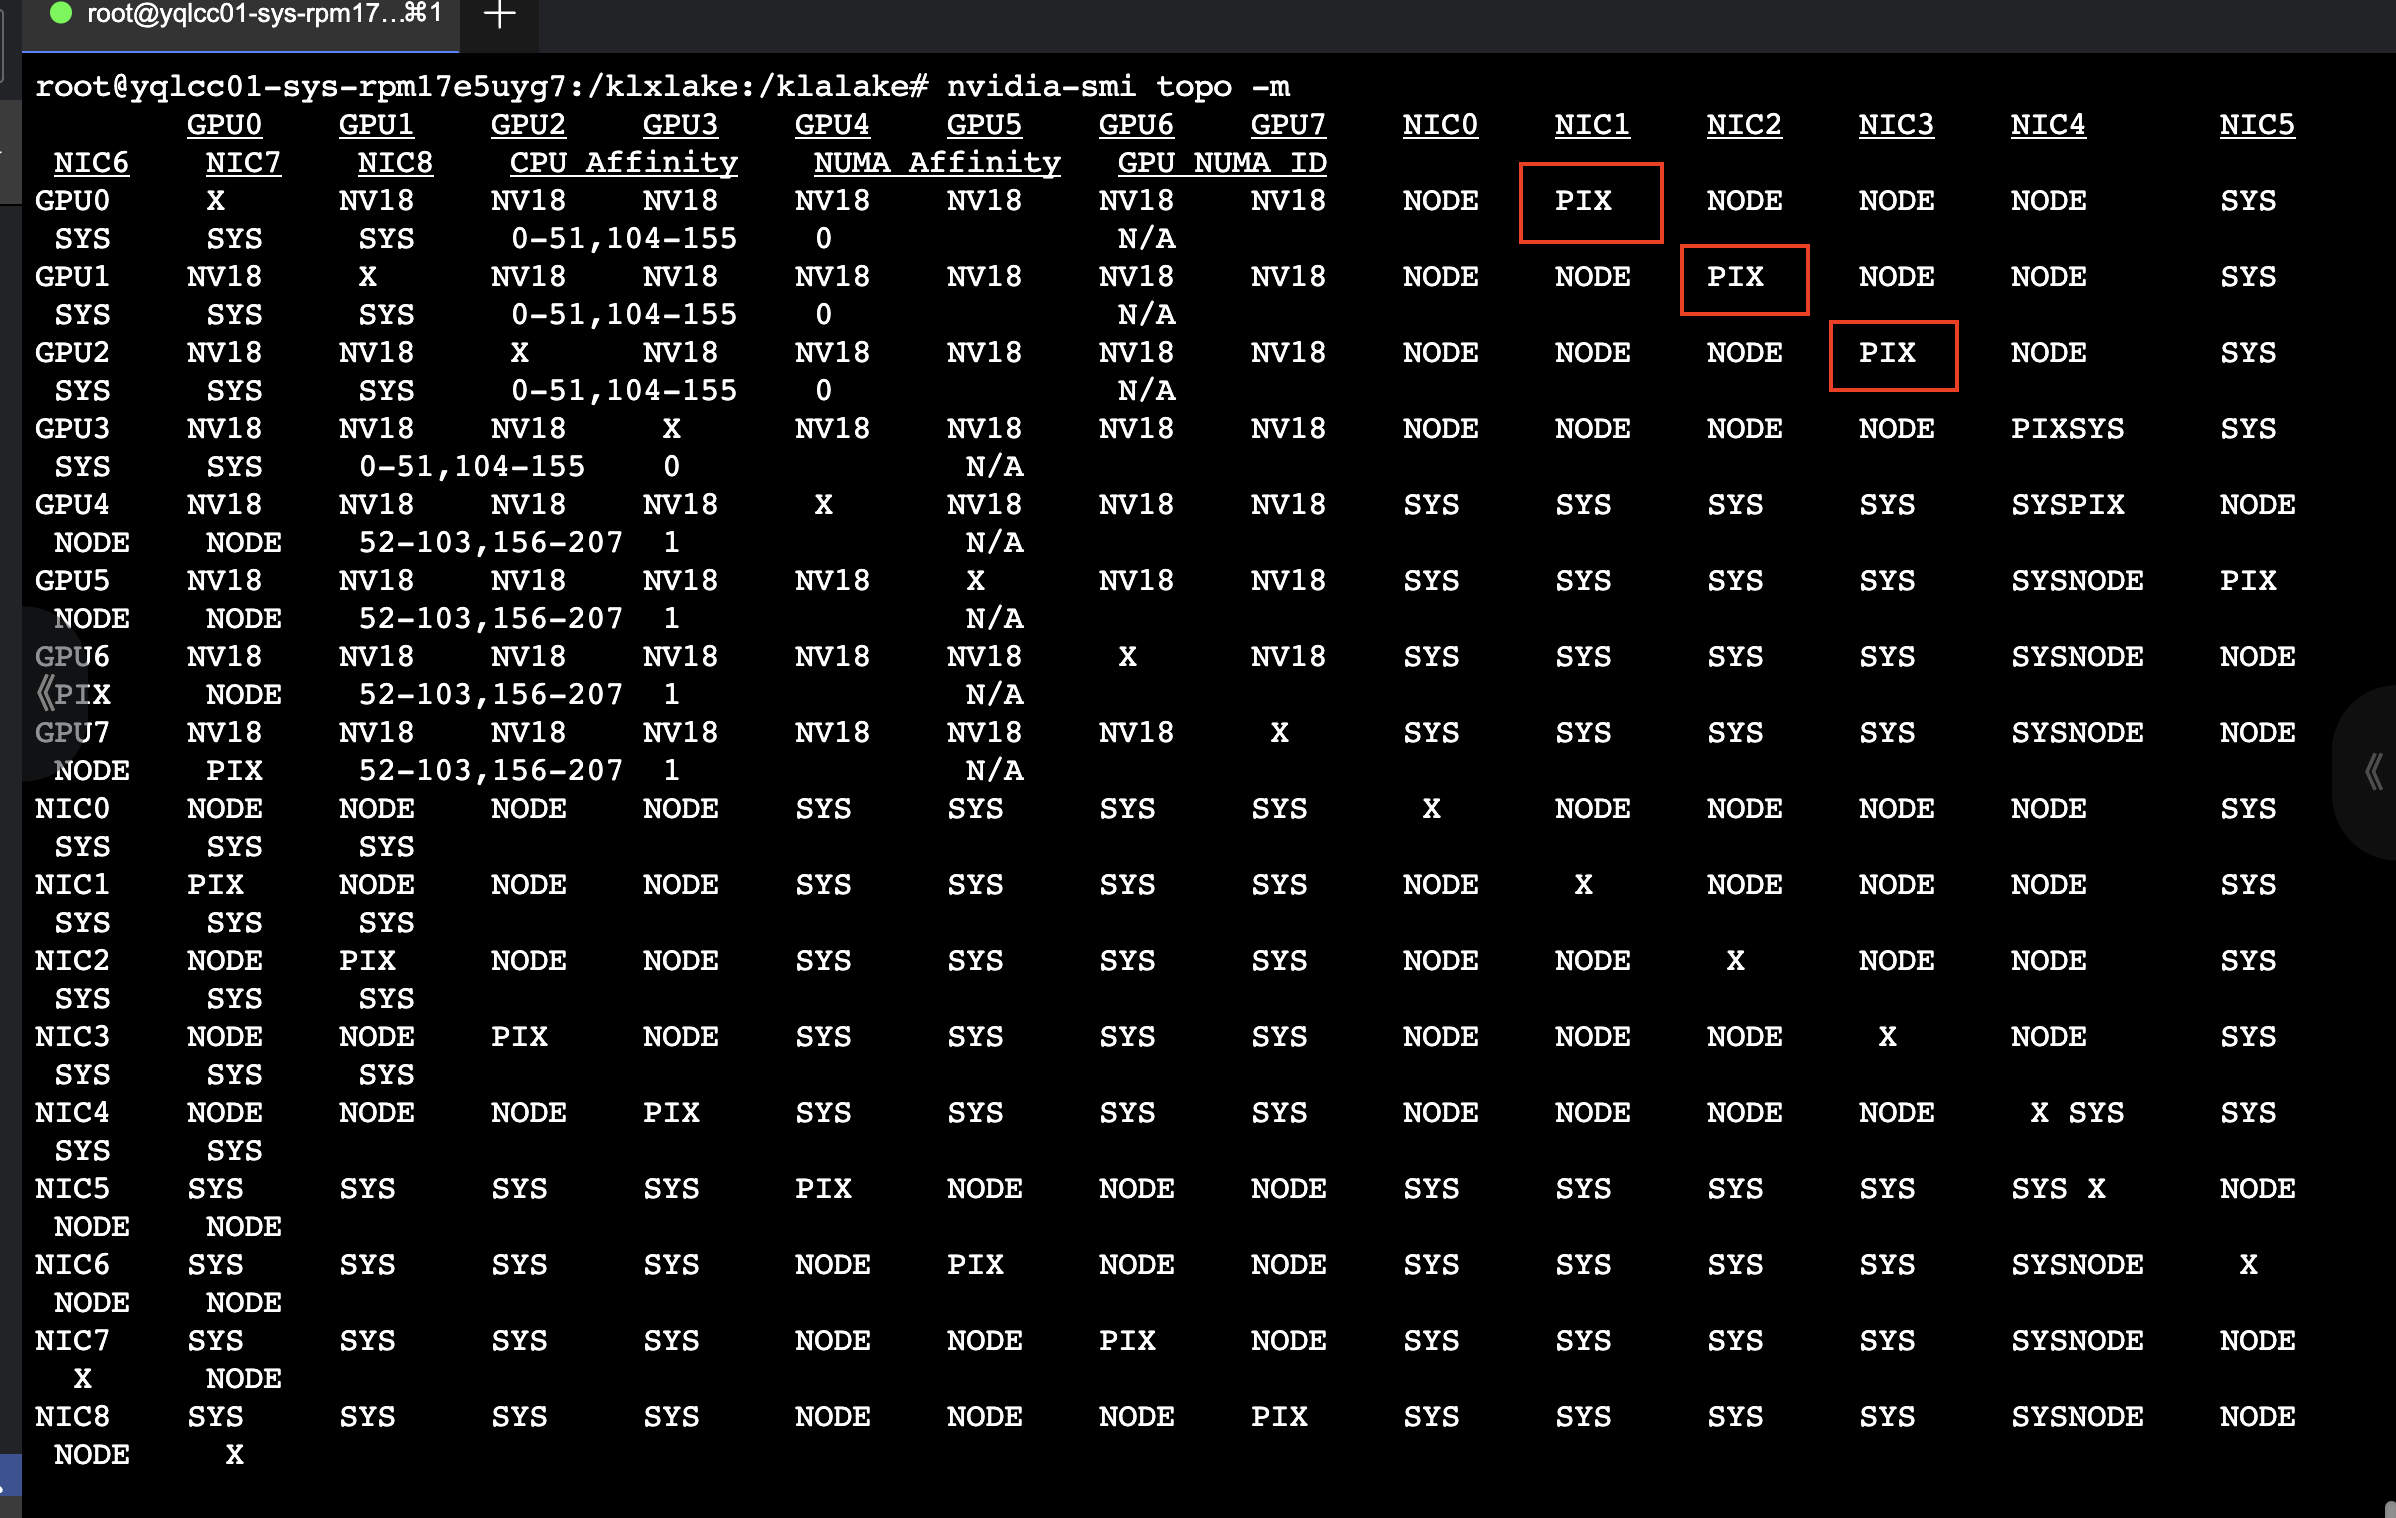 root@yqlcc01-sys-rpm17...⌘1 +
root@yqlcc01-sys-rpm17e5uyg7:/klxlake:/klalake# nvidia-smi topo -m
GPU0 GPU1 GPU2 GPU3 GPU4 GPU5 GPU6 GPU7 NIC0 NIC1 NIC2 NIC3 NIC4 NIC5
NIC6 NIC7 NIC8 CPU Affinity NUMA Affinity GPU NUMA ID
GPU0 X NV18 NV18 NV18 NV18 NV18 NV18 NV18 NODE PIX NODE NODE NODE SYS
SYS SYS SYS 0-51,104-155 0 N/A
GPU1 NV18 X NV18 NV18 NV18 NV18 NV18 NV18 NODE NODE PIX NODE NODE SYS
SYS SYS SYS 0-51,104-155 0 N/A
GPU2 NV18 NV18 X NV18 NV18 NV18 NV18 NV18 NODE NODE NODE PIX NODE SYS
SYS SYS SYS 0-51,104-155 0 N/A
GPU3 NV18 NV18 NV18 X NV18 NV18 NV18 NV18 NODE NODE NODE NODE PIXSYS SYS
SYS SYS 0-51,104-155 0 N/A
GPU4 NV18 NV18 NV18 NV18 X NV18 NV18 NV18 SYS SYS SYS SYS SYSPIX NODE
NODE NODE 52-103,156-207 1 N/A
GPU5 NV18 NV18 NV18 NV18 NV18 X NV18 NV18 SYS SYS SYS SYS SYSNODE PIX
NODE NODE 52-103,156-207 1 N/A
GPU6 NV18 NV18 NV18 NV18 NV18 NV18 X NV18 SYS SYS SYS SYS SYSNODE NODE
PIX NODE 52-103,156-207 1 N/A
GPU7 NV18 NV18 NV18 NV18 NV18 NV18 NV18 X SYS SYS SYS SYS SYSNODE NODE
NODE PIX 52-103,156-207 1 N/A
NIC0 NODE NODE NODE NODE SYS SYS SYS SYS X NODE NODE NODE NODE SYS
SYS SYS SYS
NIC1 PIX NODE NODE NODE SYS SYS SYS SYS NODE X NODE NODE NODE SYS
SYS SYS SYS
NIC2 NODE PIX NODE NODE SYS SYS SYS SYS NODE NODE X NODE NODE SYS
SYS SYS SYS
NIC3 NODE NODE PIX NODE SYS SYS SYS SYS NODE NODE NODE X NODE SYS
SYS SYS SYS
NIC4 NODE NODE NODE PIX SYS SYS SYS SYS NODE NODE NODE NODE X SYS SYS
SYS SYS
NIC5 SYS SYS SYS SYS PIX NODE NODE NODE SYS SYS SYS SYS SYS X NODE
NODE NODE
NIC6 SYS SYS SYS SYS NODE PIX NODE NODE SYS SYS SYS SYS SYSNODE X
NODE NODE
NIC7 SYS SYS SYS SYS NODE NODE PIX NODE SYS SYS SYS SYS SYSNODE NODE
X NODE
NIC8 SYS SYS SYS SYS NODE NODE NODE PIX SYS SYS SYS SYS SYSNODE NODE
NODE X